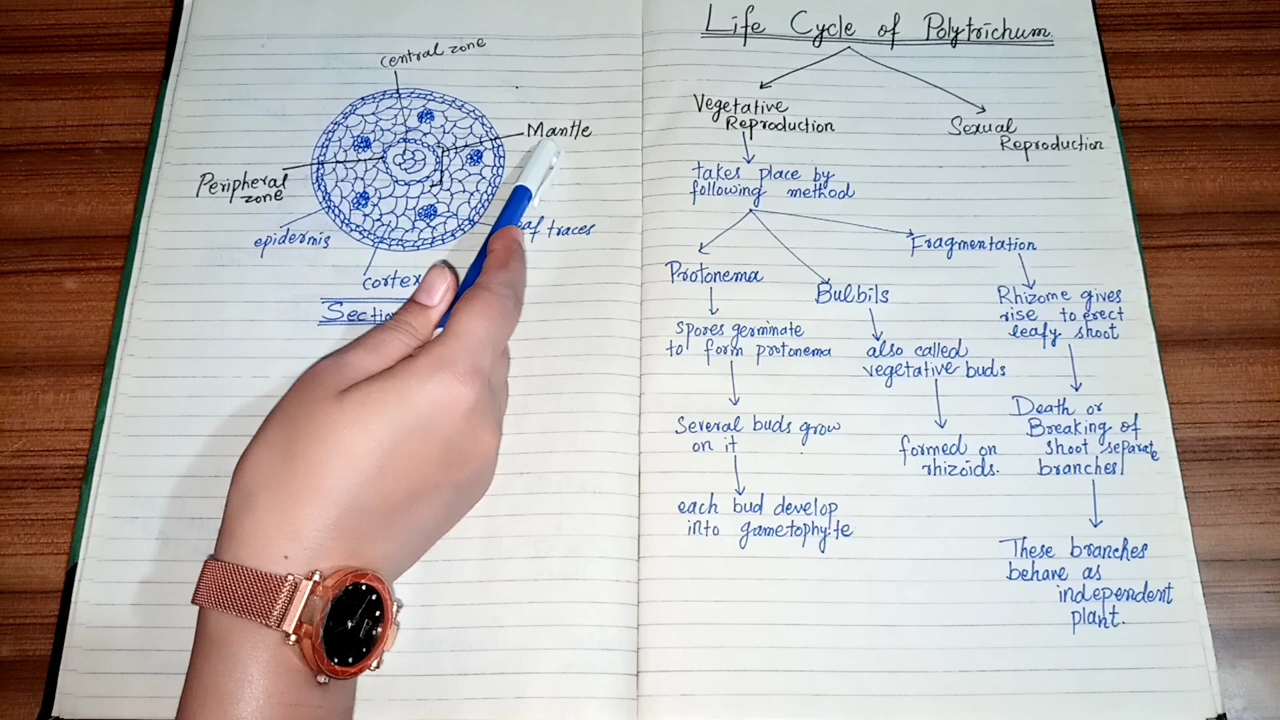 central zone
Mantle
Peripheral
zone
epidermis
traces
Life Cycle of Polytrichum.
Vegetative
Reproduction
Sexual
Reproduction
takes place by
following method
Protonema
spores germinate
to form protonema
Several buds grow
on it
each bud develop
into gametophyte
Bulbils
also called
vegetative buds
formed on
rhizoids.
Fragmentation
Rhizome gives
rise to erect
leafy shoot
Death or
Breaking of
shoot separate
branches
These branches
behave as
independent
plant.